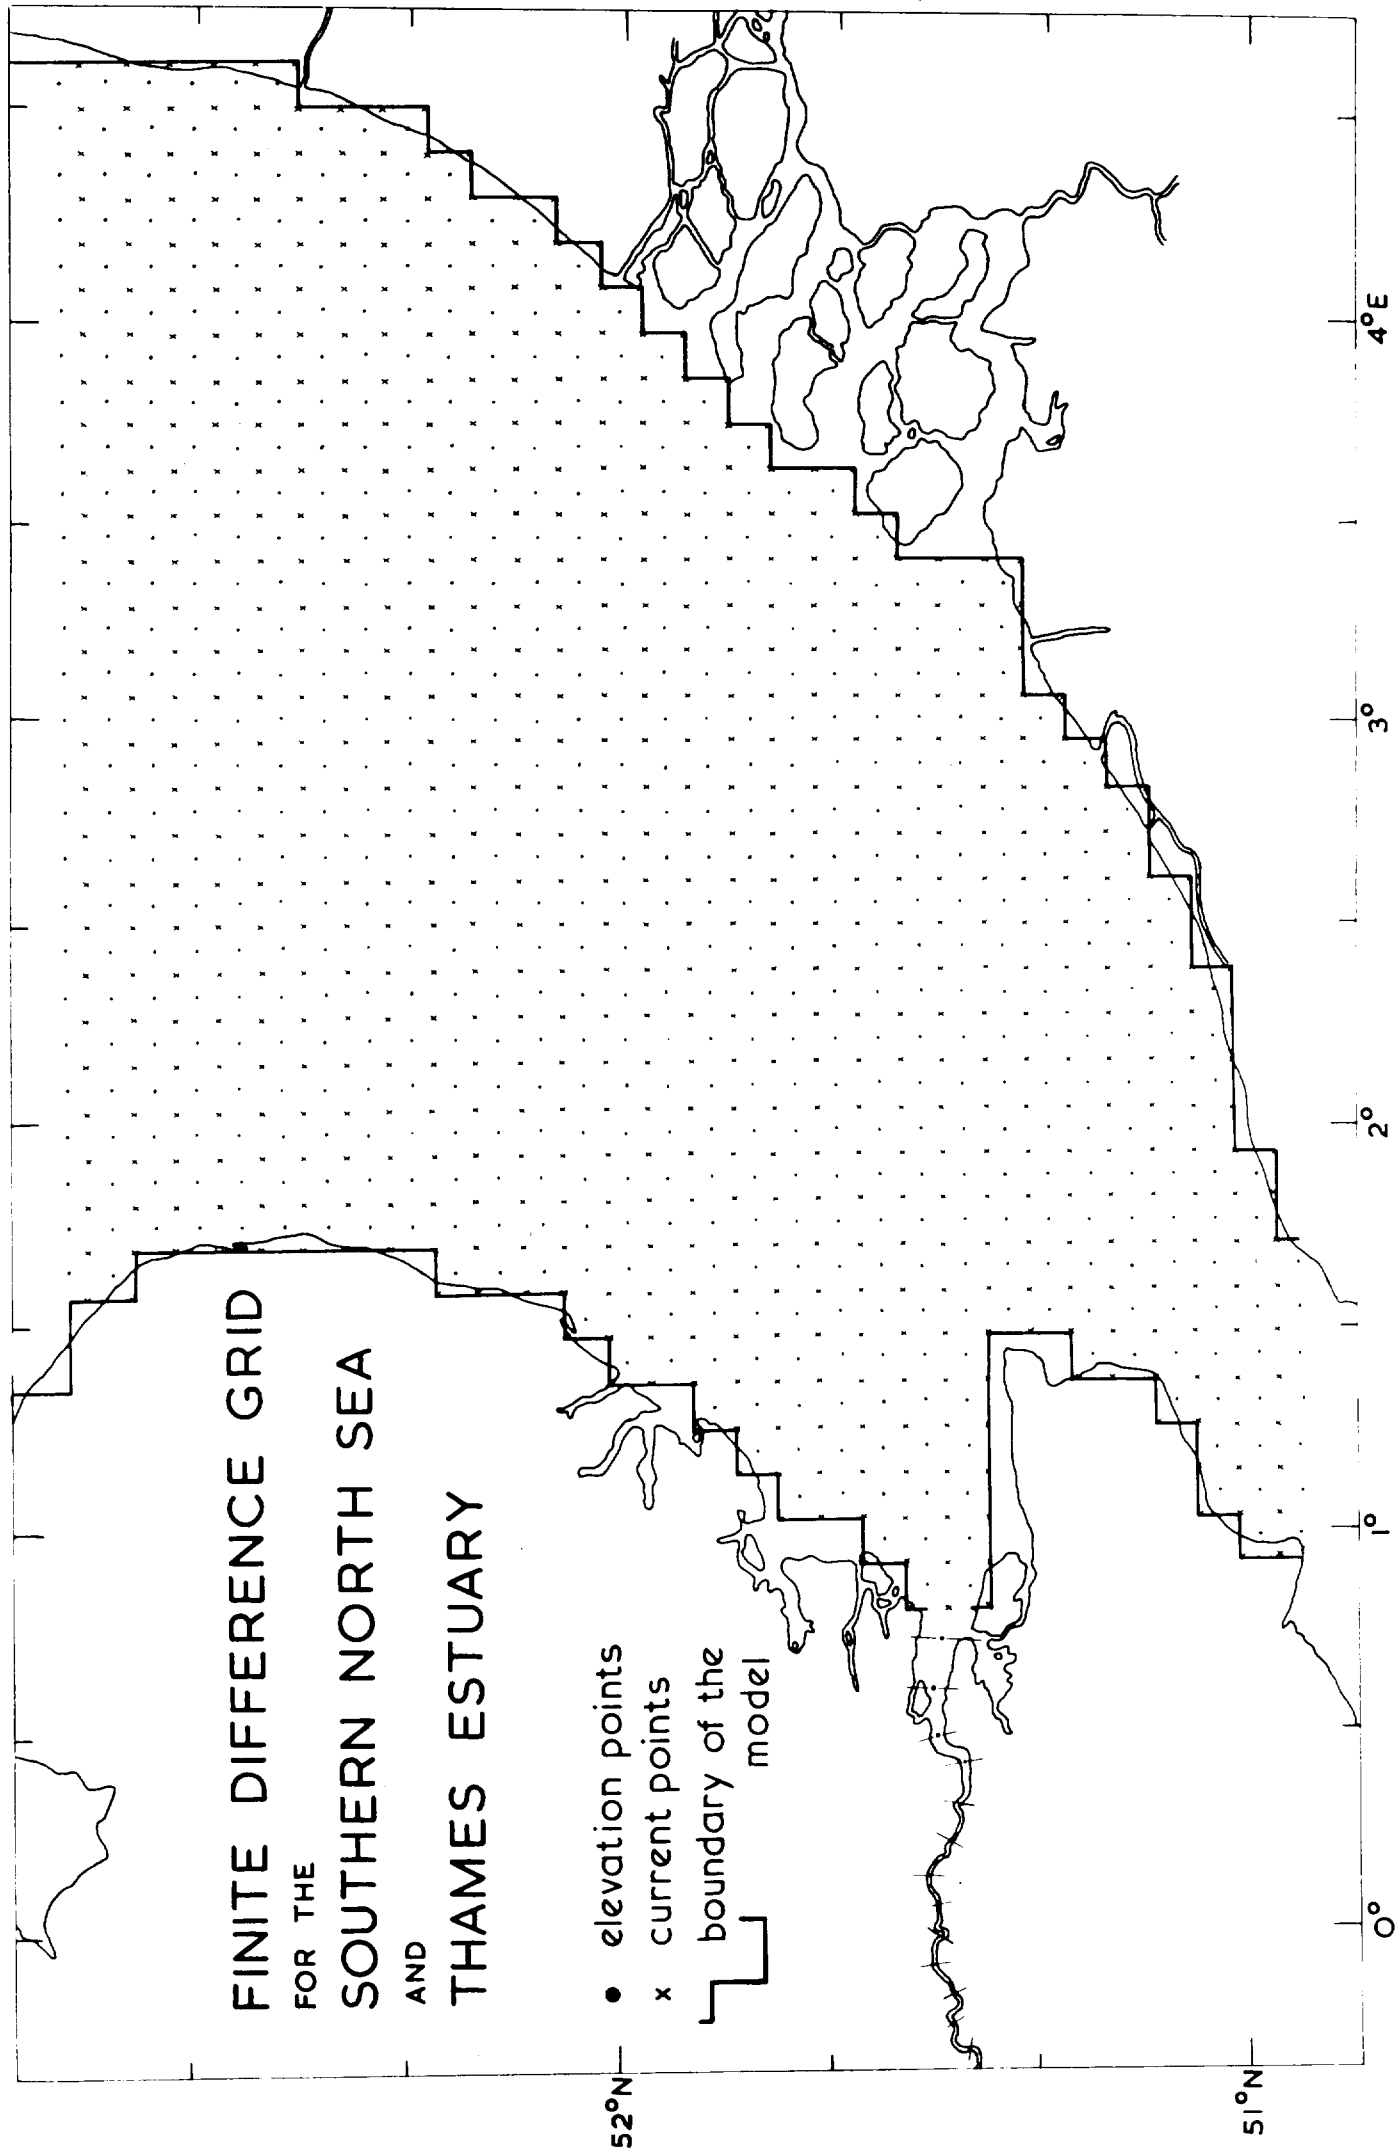 FINITE DIFFERENCE GRID
FOR THE
SOUTHERN NORTH SEA
AND
THAMES ESTUARY
● elevation points
x current points
boundary of the
model
52°N
51°N
0°
1°
2°
3°
4°E